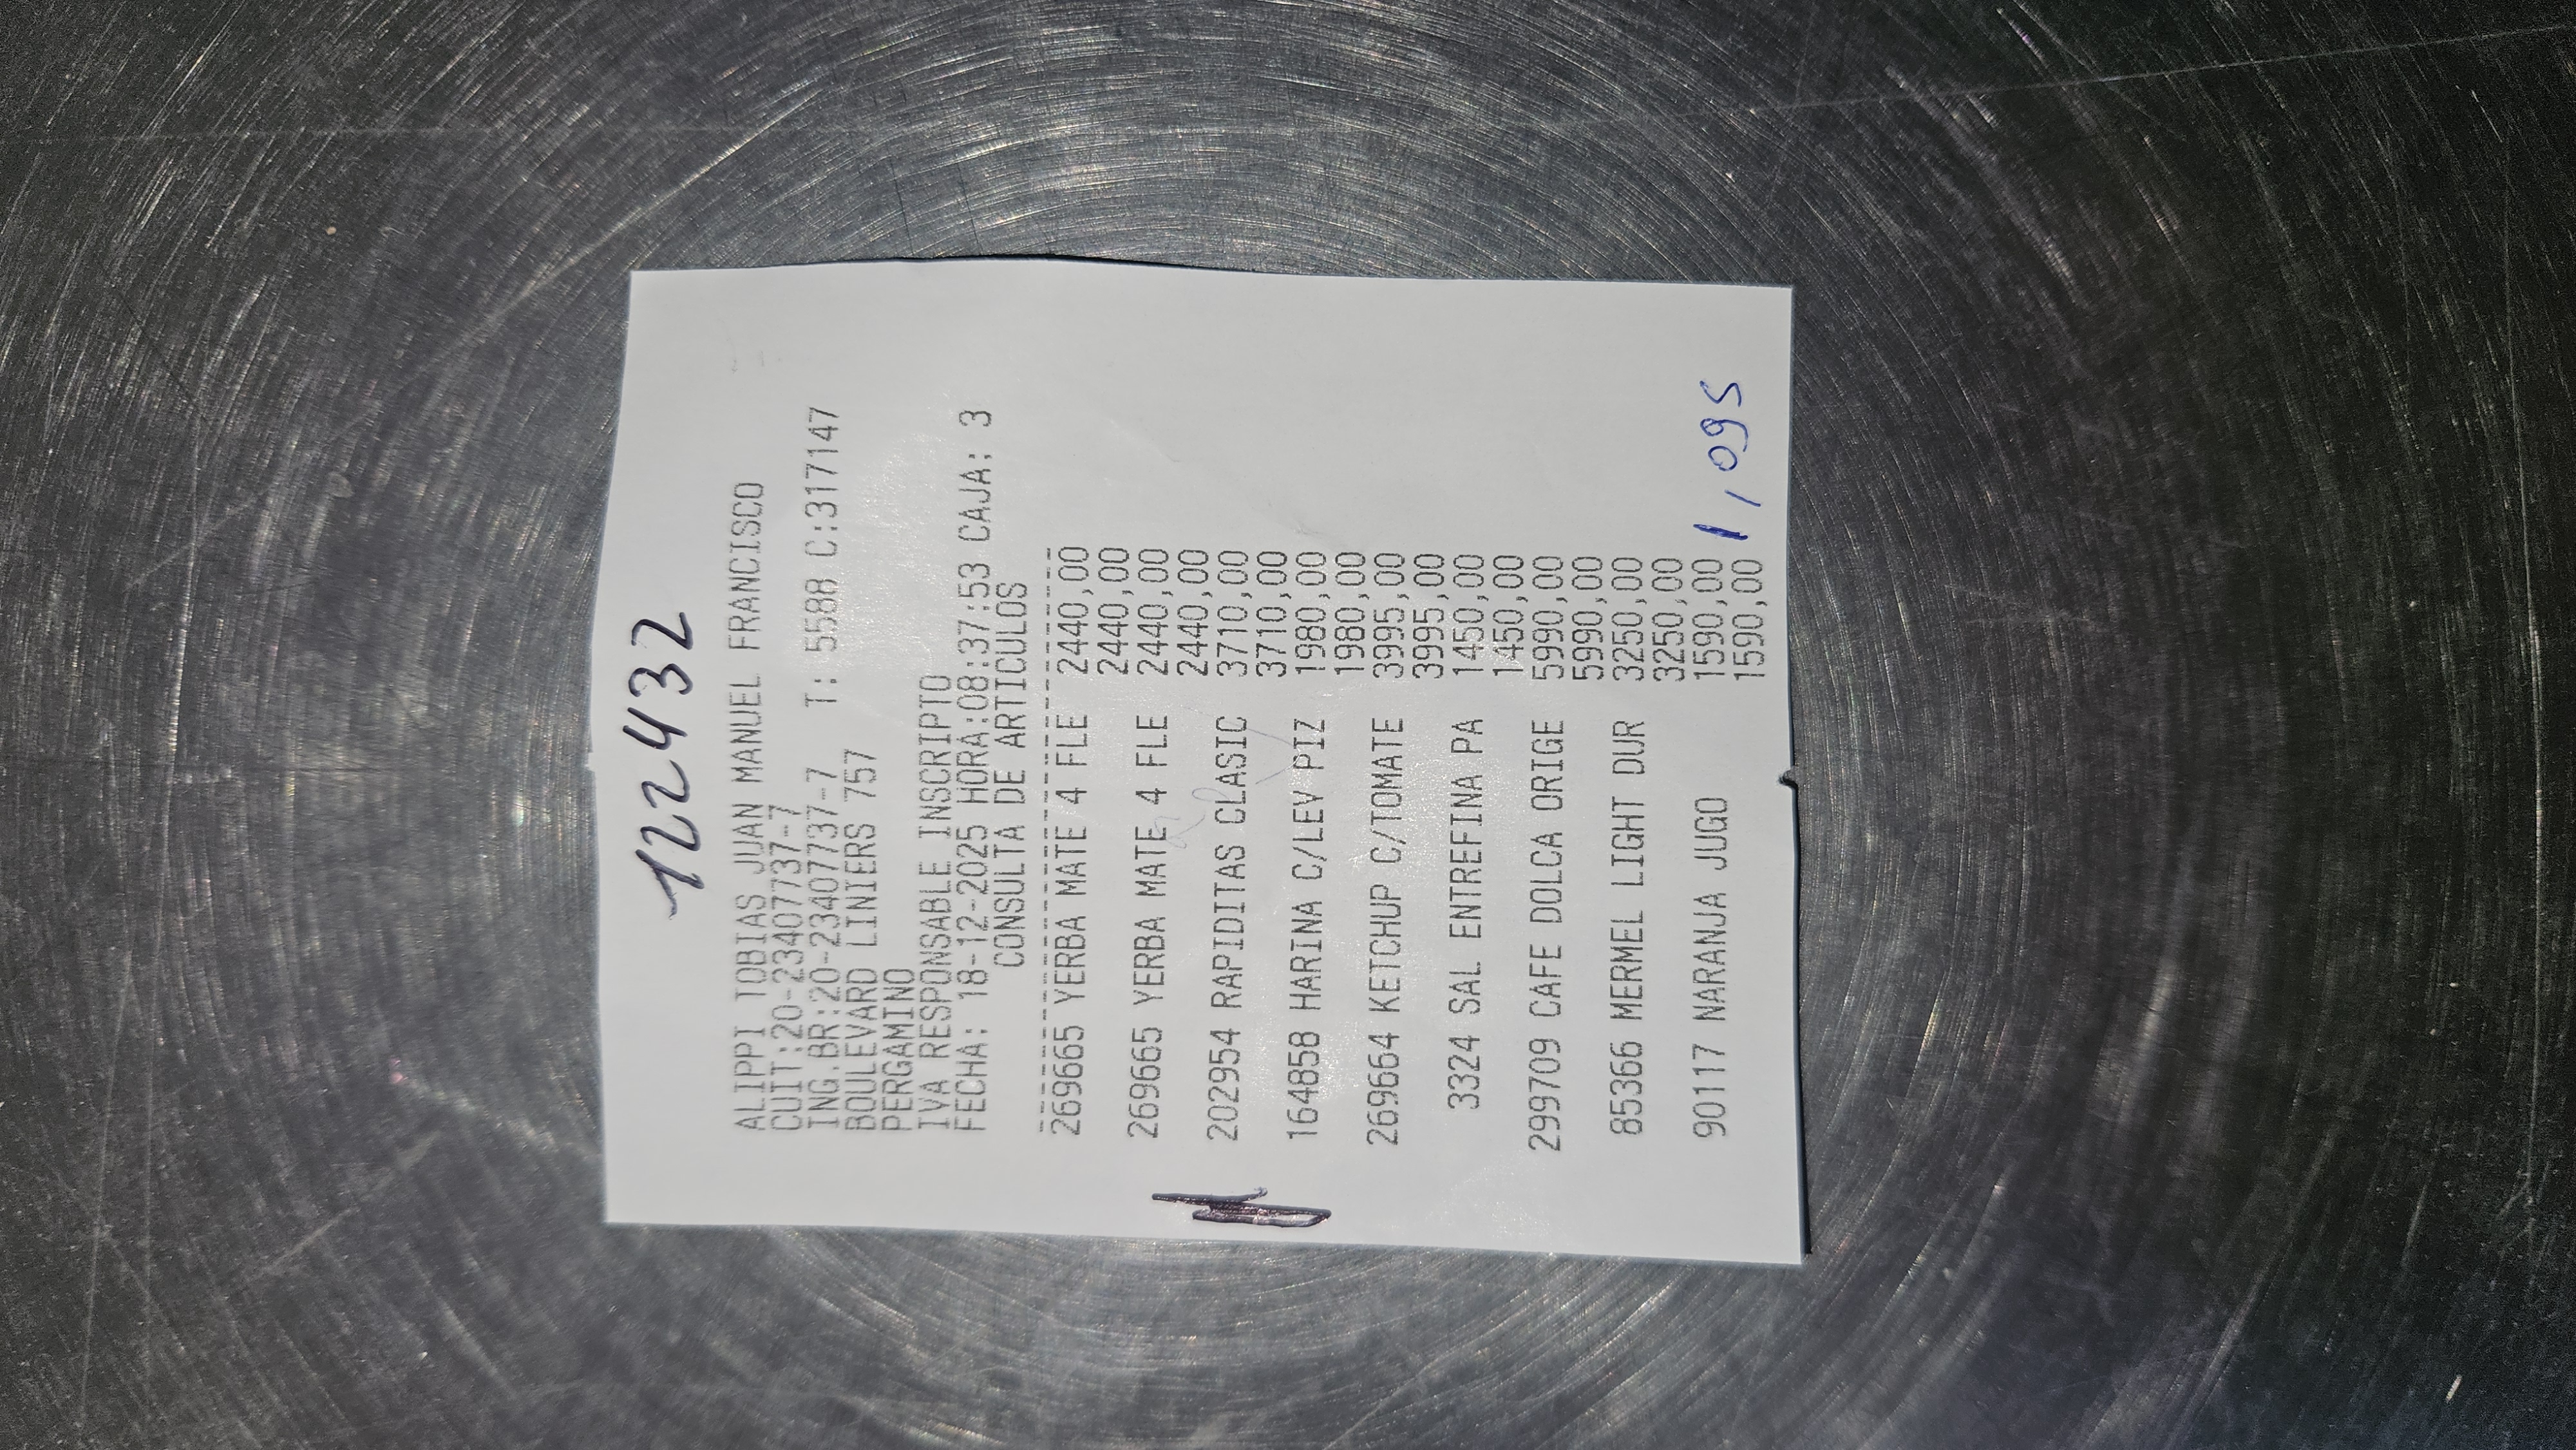 122432
ALIPPI TOBIAS JUAN MANUEL FRANCISCO
CUIT:20-23407737-7
ING.BR:20-23407737-7 T: 5588 C:317147
BOULEVARD LINIERS 757
PERGAMINO
IVA RESPONSABLE INSCRIPTO
FECHA: 18-12-2025 HORA:08:37:53 CAJA: 3
CONSULTA DE ARTICULOS
269665 YERBA MATE 4 FLE 2440,00
2440,00
269665 YERBA MATE 4 FLE 2440,00
2440,00
202954 RAPIDITAS CLASIC 3710,00
3710,00
164858 HARINA C/LEV PIZ 1980,00
1980,00
269664 KETCHUP C/TOMATE 3995,00
3995,00
3324 SAL ENTREFINA PA 1450,00
1450,00
299709 CAFE DOLCA ORIGE 5990,00
5990,00
85366 MERMEL LIGHT DUR 3250,00
3250,00
90117 NARANJA JUGO 1590,00
1590,00 1,095